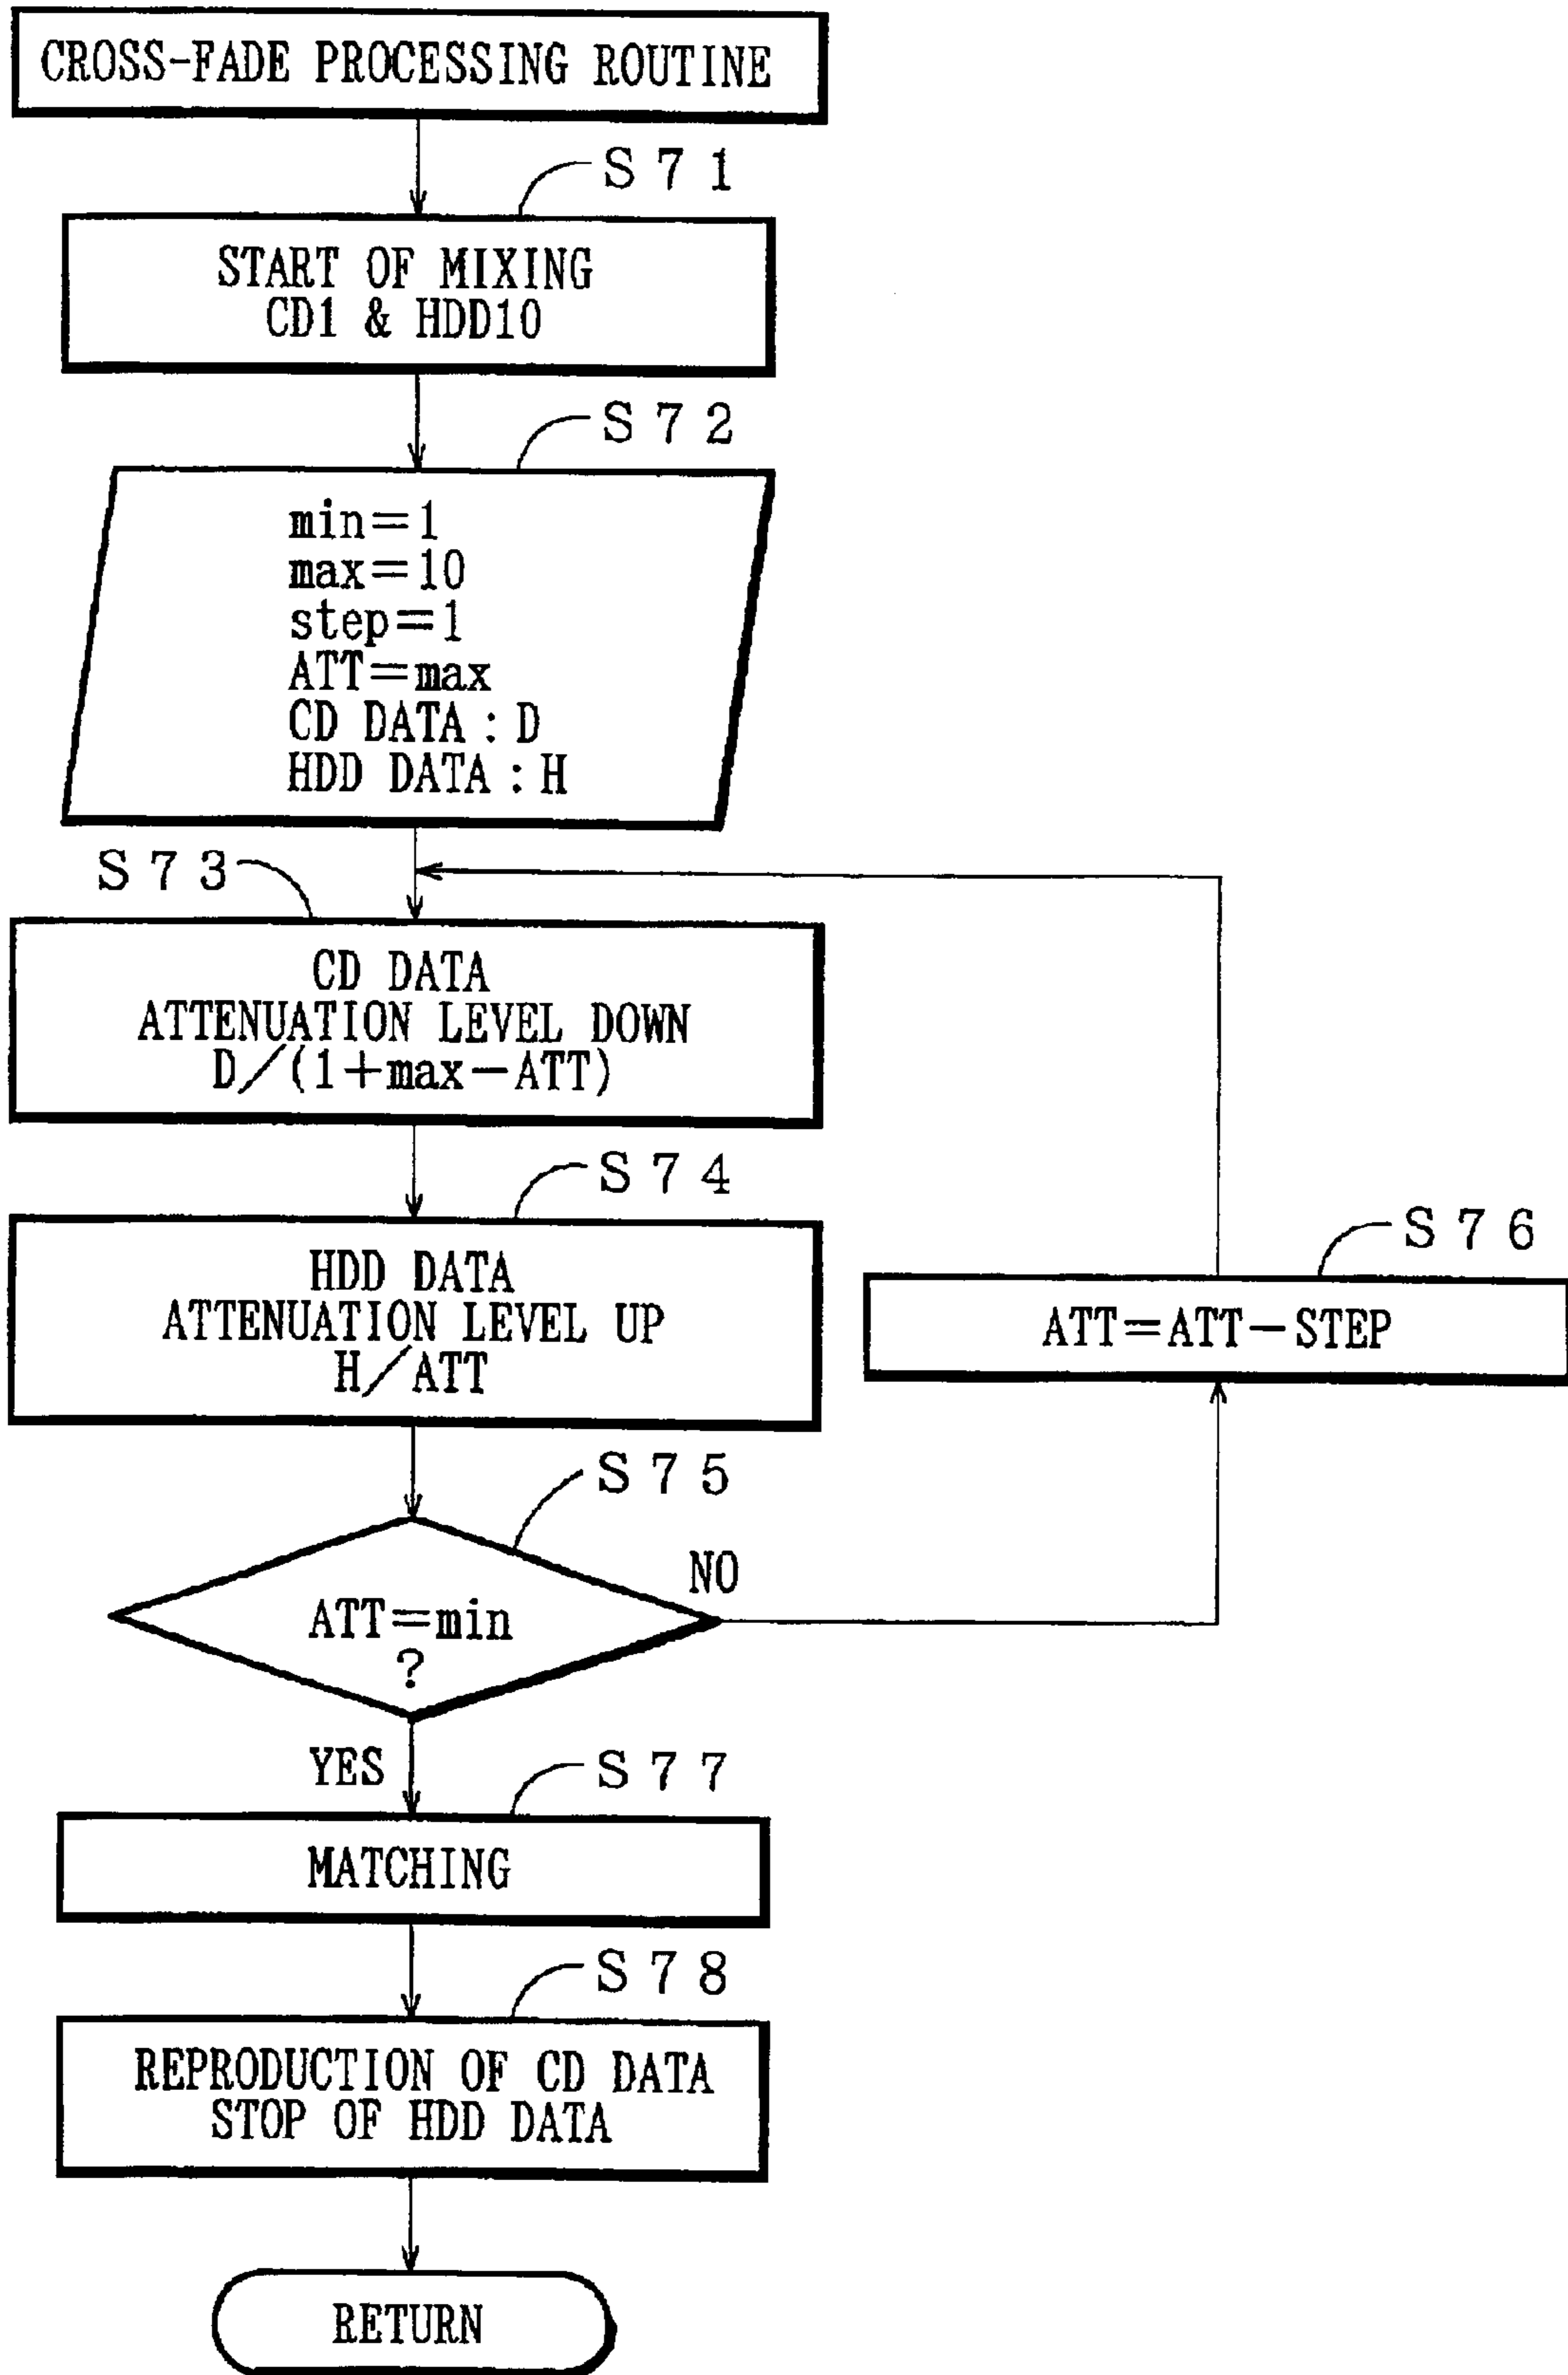 CROSS-FADE PROCESSING ROUTINE
S71
START OF MIXING
CD1 & HDD10
S72
min=1
max=10
step=1
ATT=max
CD DATA:D
HDD DATA:H
S73
CD DATA
ATTENUATION LEVEL DOWN
D/(1+max-ATT)
S74
HDD DATA
ATTENUATION LEVEL UP
H/ATT
S76
ATT=ATT-STEP
S75
NO
ATT=min
?
YES
S77
MATCHING
S78
REPRODUCTION OF CD DATA
STOP OF HDD DATA
RETURN